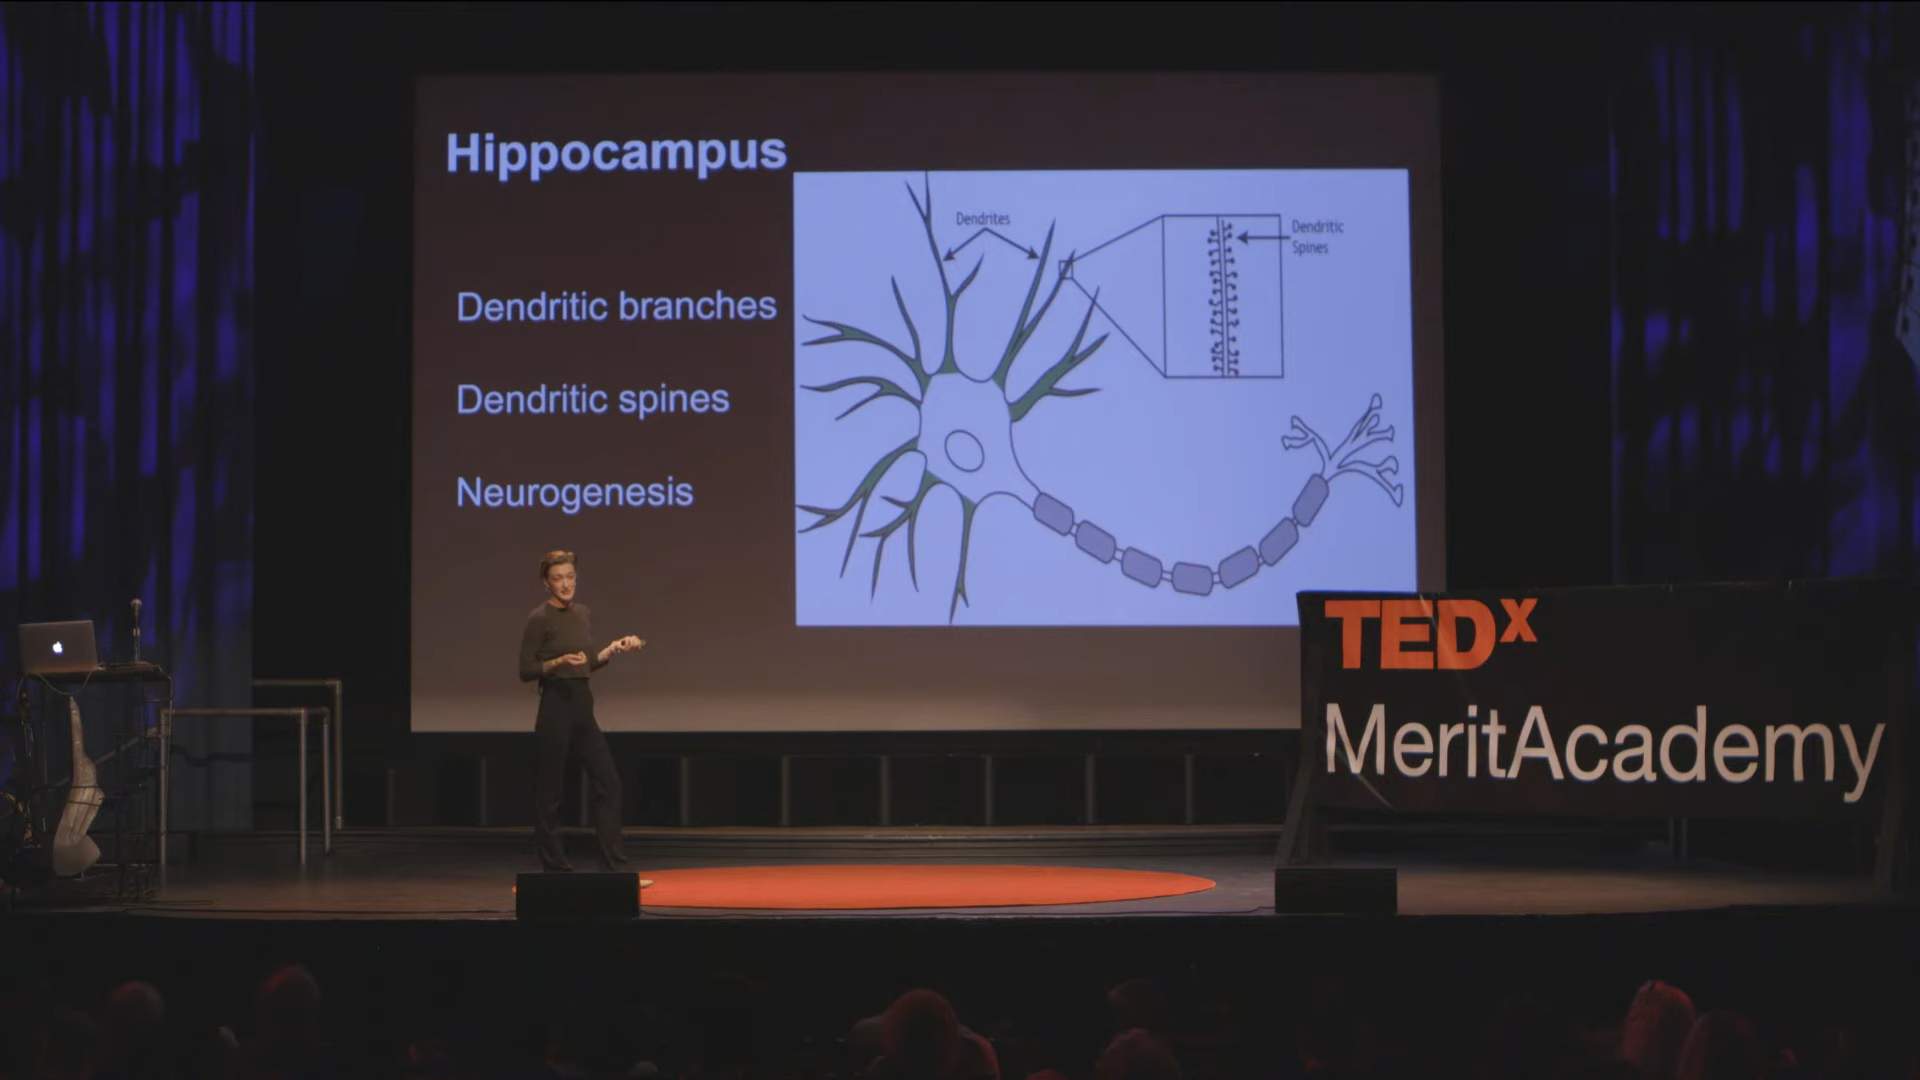 Hippocampus
Dendritic branches
Dendritic spines
Neurogenesis
Dendrites
Dendritic
Spines
TEDx
MeritAcademy